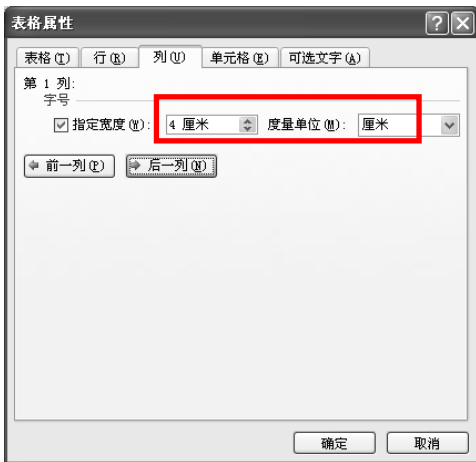 表格属性
表格(T) 行(R) 列(U) 单元格(E) 可选文字(A)
第 1 列:
字号
指定宽度(W): 4 厘米 度量单位(M): 厘米
前一列(P) 后一列(N)
确定 取消